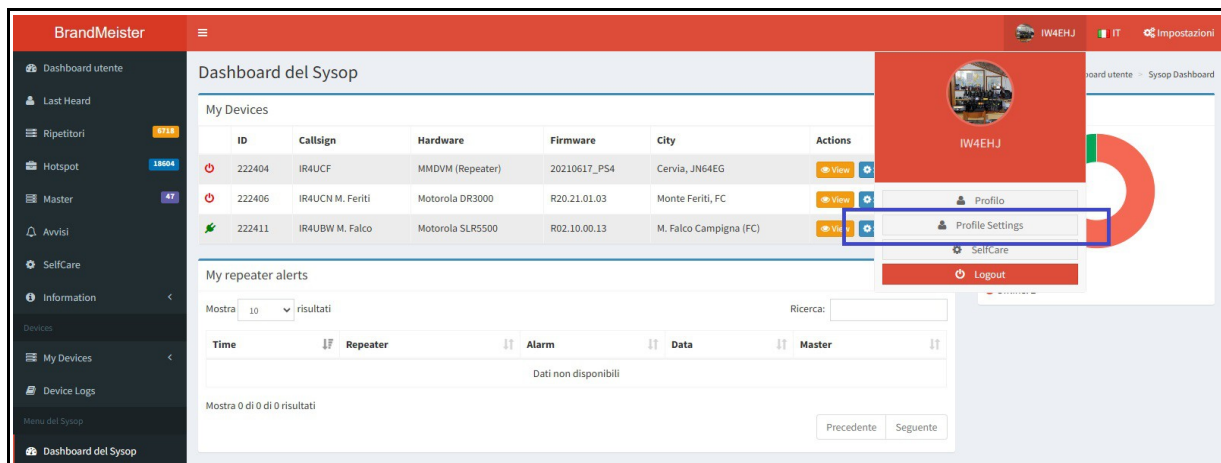 BrandMeister
IW4EHJ
IT
Impostazioni
Dashboard utente
Last Heard
Ripetitori 6718
Hotspot 18604
Master 47
Avvisi
SelfCare
Information
Devices
My Devices
Device Logs
Menu del Sysop
Dashboard del Sysop
Dashboard del Sysop
Sysop Dashboard
My Devices
ID Callsign Hardware Firmware City Actions
222404 IR4UCF MMDVM (Repeater) 20210617_PS4 Cervia, JN64EG View
222406 IR4UCN M. Feriti Motorola DR3000 R20.21.01.03 Monte Feriti, FC View
222411 IR4UBW M. Falco Motorola SLR5500 R02.10.00.13 M. Falco Campigna (FC) View
IW4EHJ
Profilo
Profile Settings
SelfCare
Logout
My repeater alerts
Mostra 10 risultati
Ricerca:
Time Repeater Alarm Data Master
Dati non disponibili
Mostra 0 di 0 di 0 risultati
Precedente Seguente